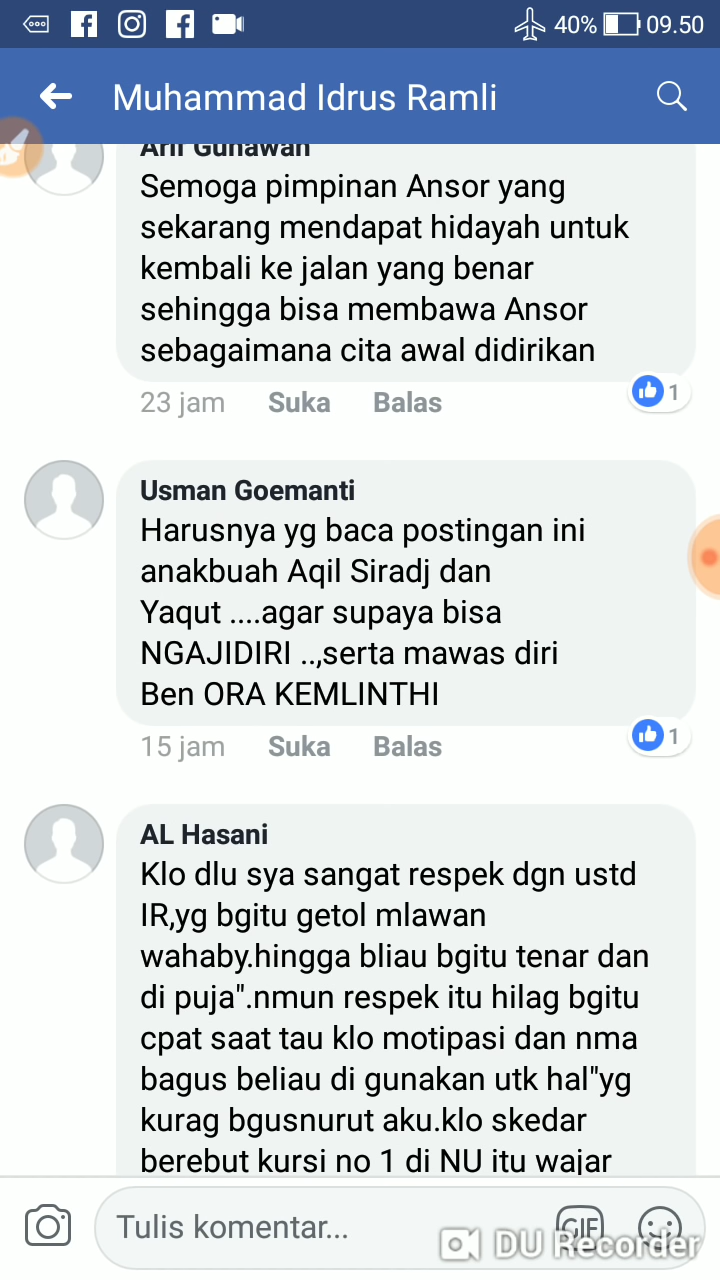 40% 09.50
Muhammad Idrus Ramli
Arif Gunawan
Semoga pimpinan Ansor yang
sekarang mendapat hidayah untuk
kembali ke jalan yang benar
sehingga bisa membawa Ansor
sebagaimana cita awal didirikan
23 jam Suka Balas 1
Usman Goemanti
Harusnya yg baca postingan ini
anakbuah Aqil Siradj dan
Yaqut ....agar supaya bisa
NGAJIDIRI ..,serta mawas diri
Ben ORA KEMLINTHI
15 jam Suka Balas 1
AL Hasani
Klo dlu sya sangat respek dgn ustd
IR,yg bgitu getol mlawan
wahaby.hingga bliau bgitu tenar dan
di puja".nmun respek itu hilag bgitu
cpat saat tau klo motipasi dan nma
bagus beliau di gunakan utk hal"yg
kurag bgusnurut aku.klo skedar
berebut kursi no 1 di NU itu wajar
Tulis komentar...
GIF
DU Recorder